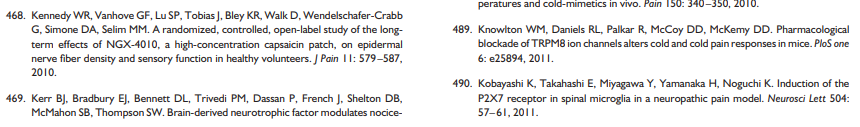 468. Kennedy WR, Vanhove GF, Lu SP, Tobias J, Bley KR, Walk D, Wendelschafer-Crabb
G, Simone DA, Selim MM. A randomized, controlled, open-label study of the long-
term effects of NGX-4010, a high-concentration capsaicin patch, on epidermal
nerve fiber density and sensory function in healthy volunteers. J Pain 11: 579–587,
2010.
469. Kerr BJ, Bradbury EJ, Bennett DL, Trivedi PM, Dassan P, French J, Shelton DB,
McMahon SB, Thompson SW. Brain-derived neurotrophic factor modulates nocice-
peratures and cold-mimetics in vivo. Pain 150: 340–350, 2010.
489. Knowlton WM, Daniels RL, Palkar R, McCoy DD, McKemy DD. Pharmacological
blockade of TRPM8 ion channels alters cold and cold pain responses in mice. PloS one
6: e25894, 2011.
490. Kobayashi K, Takahashi E, Miyagawa Y, Yamanaka H, Noguchi K. Induction of the
P2X7 receptor in spinal microglia in a neuropathic pain model. Neurosci Lett 504:
57–61, 2011.